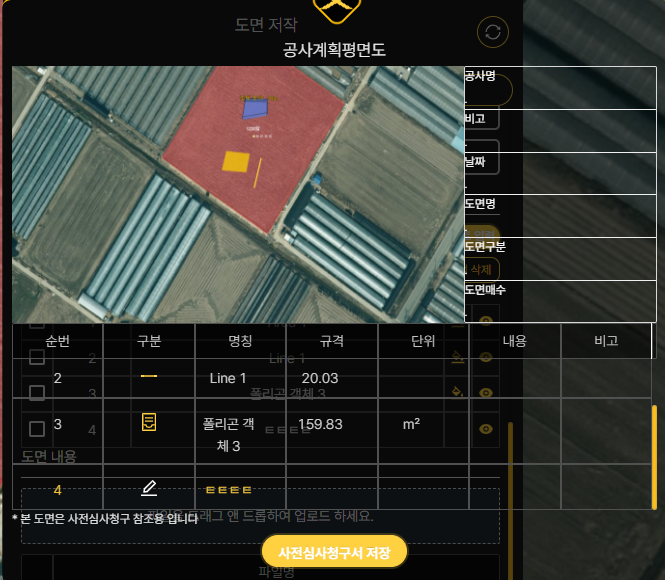 도면 저작
공사계획평면도
공사명
-
비고
-
날짜
-
도면명
-
도면구분
-
삭제
도면매수
-
순번 구분 명칭 규격 단위 내용 비고
2 Line 1 20.03
3 폴리곤 객체 3 159.83 m²
4 ㅌㅌㅌㅌ
2 Line 1
3 폴리곤 객체 3
4 ㅌㅌㅌㅌ
도면 내용
드래그 앤 드롭하여 업로드 하세요.
* 본 도면은 사전심사청구 참조용 입니다
사전심사청구서 저장
파일명